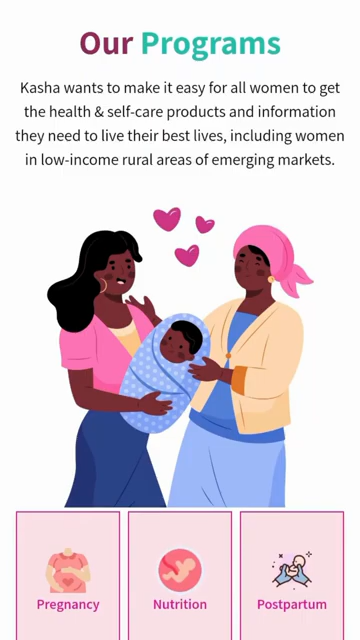 Our Programs
Kasha wants to make it easy for all women to get
the health & self-care products and information
they need to live their best lives, including women
in low-income rural areas of emerging markets.
Pregnancy
Nutrition
Postpartum